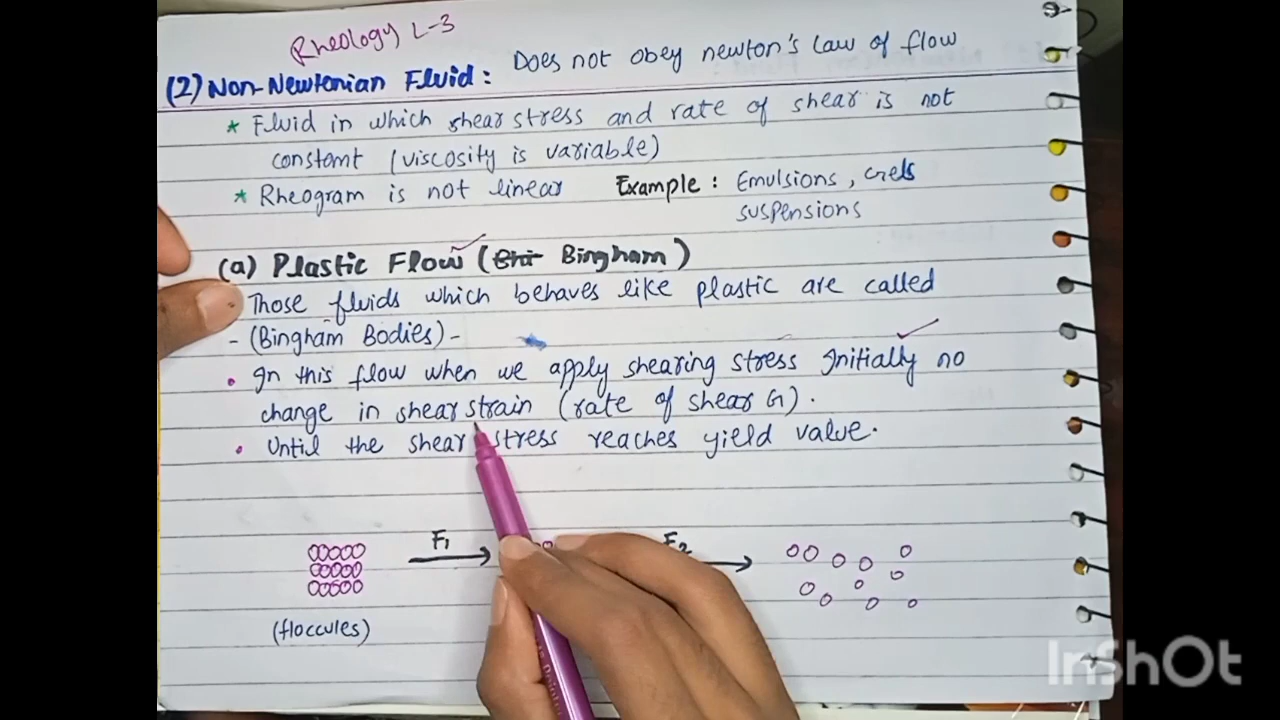 Rheology L-3
(2) Non-Newtonian Fluid: Does not obey newton's Law of flow
* Fluid in which shear stress and rate of shear is not
constant (viscosity is variable)
* Rheogram is not linear Example: Emulsions, Gels
suspensions
(a) Plastic Flow ( Bingham)
Those fluids which behaves like plastic are called
- (Bingham Bodies) -
• In this flow when we apply shearing stress Initially no
change in shear strain (rate of shear G).
• Until the shear stress reaches yield value.
F1 F2
(floccules)
InShOt